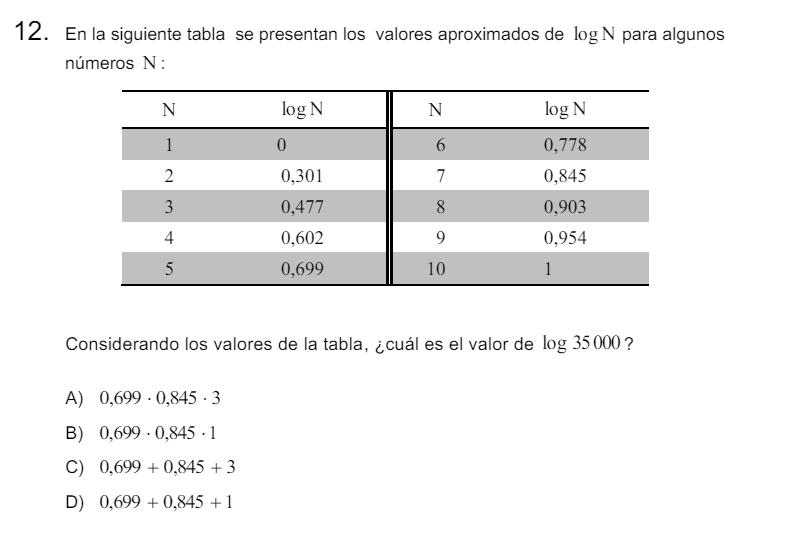 12. En la siguiente tabla se presentan los valores aproximados de log N para algunos
números N :
N log N N log N
1 0 6 0,778
2 0,301 7 0,845
3 0,477 8 0,903
4 0,602 9 0,954
5 0,699 10 1
Considerando los valores de la tabla, ¿cuál es el valor de log 35 000 ?
A) 0,699 · 0,845 · 3
B) 0,699 · 0,845 · 1
C) 0,699 + 0,845 + 3
D) 0,699 + 0,845 + 1